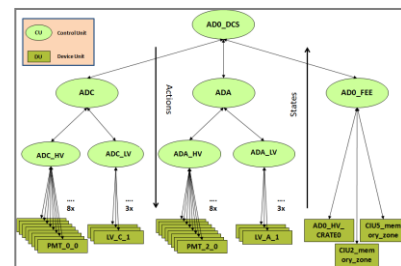 CU
Control Unit
DU
Device Unit
AD0_DCS
Actions
States
ADC
ADA
AD0_FEE
ADC_HV
ADC_LV
ADA_HV
ADA_LV
....
8x
....
3x
....
8x
....
3x
PMT_0_0
LV_C_1
PMT_2_0
LV_A_1
AD0_HV_
CRATE0
CIU5_mem
ory_zone
CIU2_mem
ory_zone